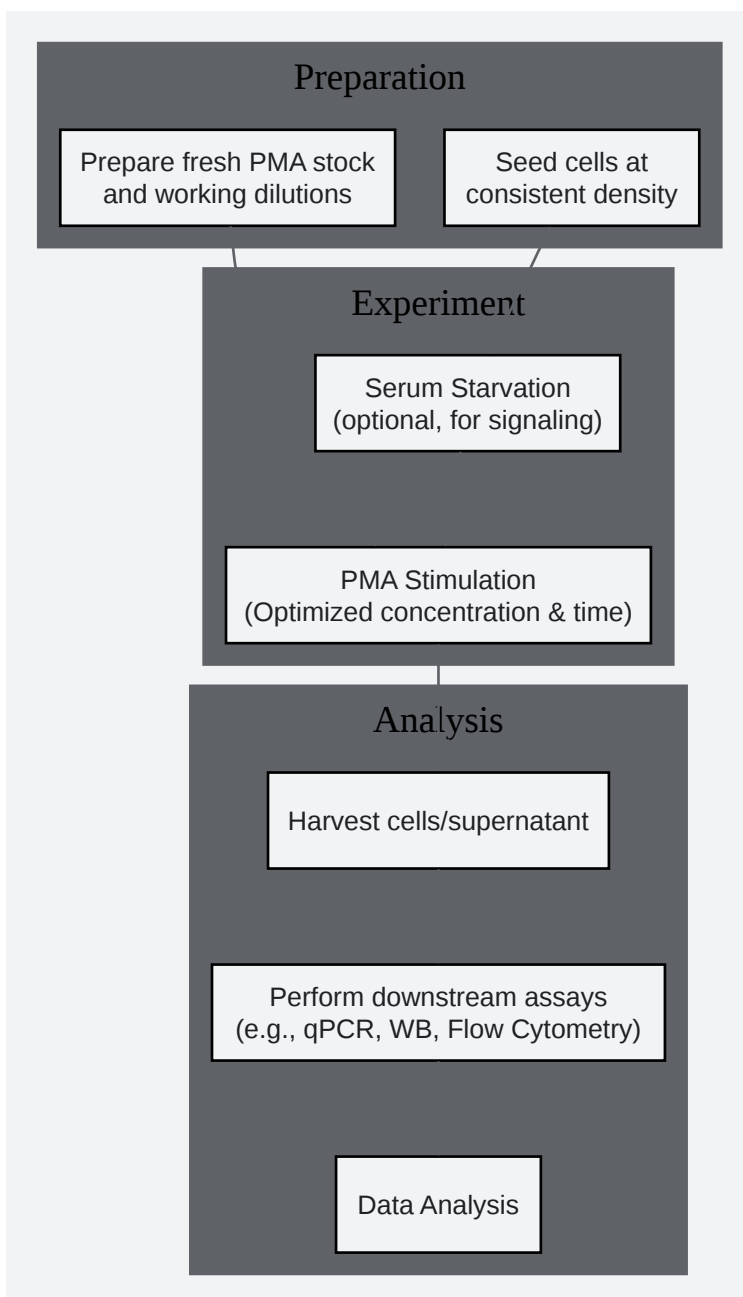 Preparation
Prepare fresh PMA stock
and working dilutions
Seed cells at
consistent density
Experiment
Serum Starvation
(optional, for signaling)
PMA Stimulation
(Optimized concentration & time)
Analysis
Harvest cells/supernatant
Perform downstream assays
(e.g., qPCR, WB, Flow Cytometry)
Data Analysis